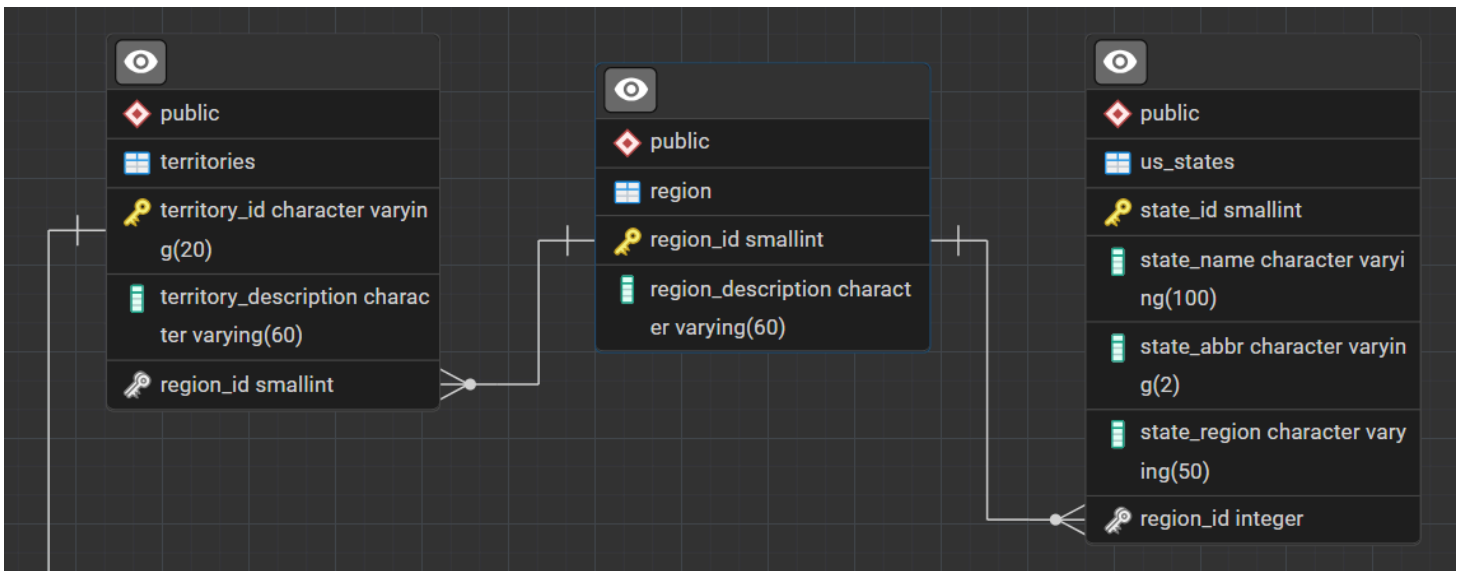 public
territories
territory_id character varyin
g(20)
territory_description charac
ter varying(60)
region_id smallint
public
region
region_id smallint
region_description charact
er varying(60)
public
us_states
state_id smallint
state_name character varyi
ng(100)
state_abbr character varyin
g(2)
state_region character vary
ing(50)
region_id integer